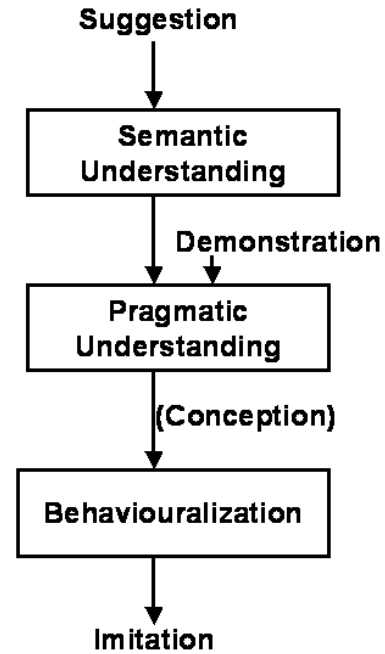 Suggestion
Semantic
Understanding
Demonstration
Pragmatic
Understanding
(Conception)
Behaviouralization
Imitation